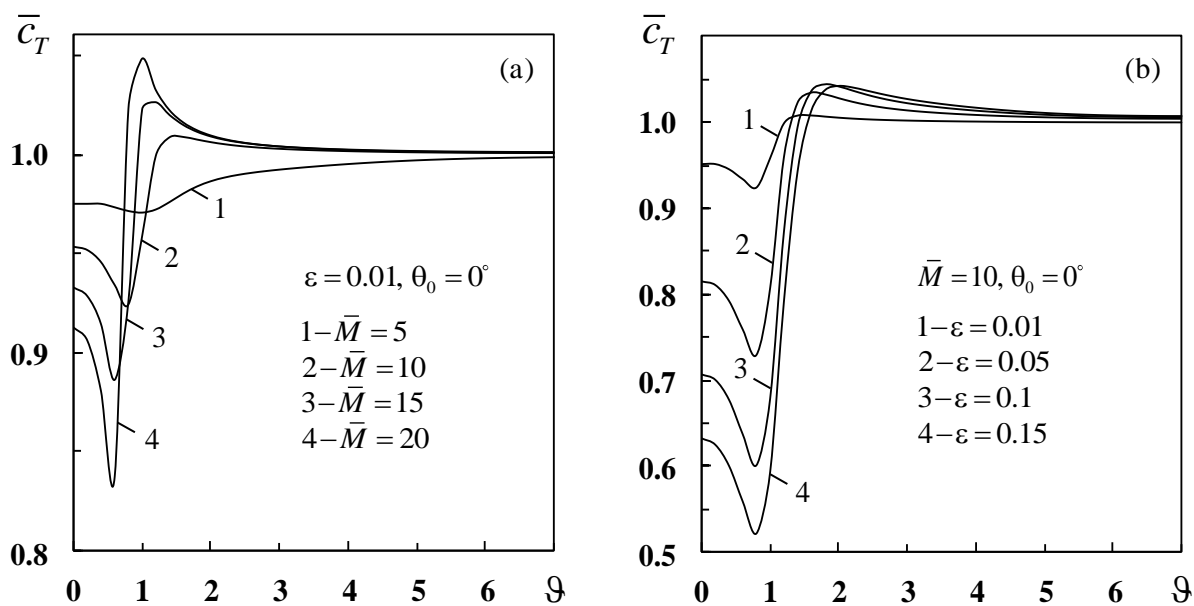 c̅_T
(a)
1.0
0.9
0.8
1
2
3
4
ε = 0.01, θ₀ = 0°
1–M̅ = 5
2–M̅ = 10
3–M̅ = 15
4–M̅ = 20
0 1 2 3 4 5 6 ϑ
c̅_T
(b)
1.0
0.9
0.8
0.7
0.6
0.5
1
2
3
4
M̅ = 10, θ₀ = 0°
1–ε = 0.01
2–ε = 0.05
3–ε = 0.1
4–ε = 0.15
0 1 2 3 4 5 6 ϑ